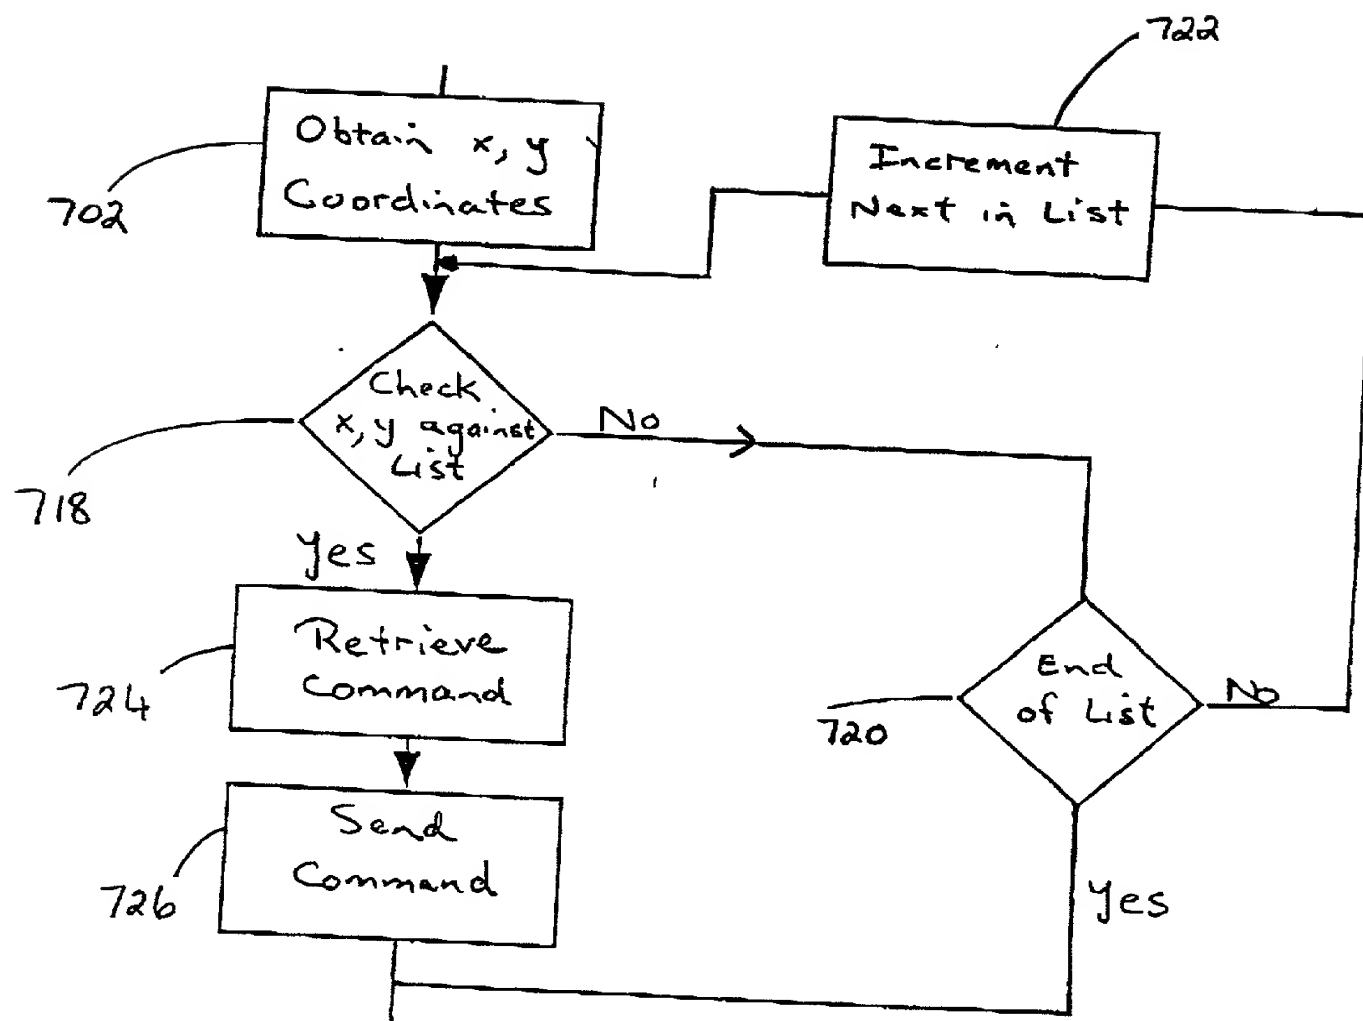 722
Obtain x, y
Coordinates
702
Increment
Next in List
Check
x, y against
List
No
718
Yes
Retrieve
Command
724
End
of List
No
720
Send
Command
726
Yes